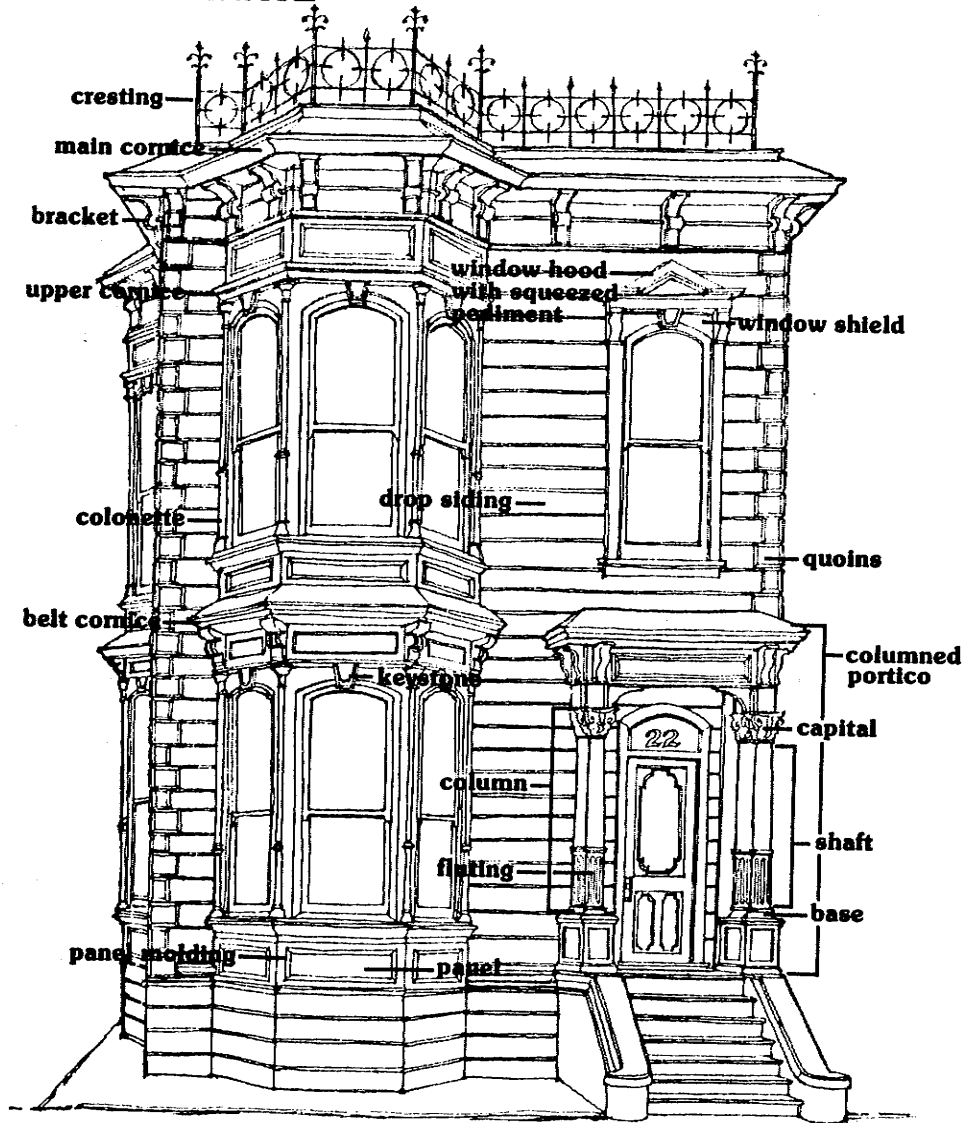 cresting
main cornice
bracket
window hood
with squeezed
pediment
upper cornice
window shield
drop siding
colonette
quoins
belt cornice
columned
portico
keystone
22
capital
column
shaft
fluting
base
panel molding
panel